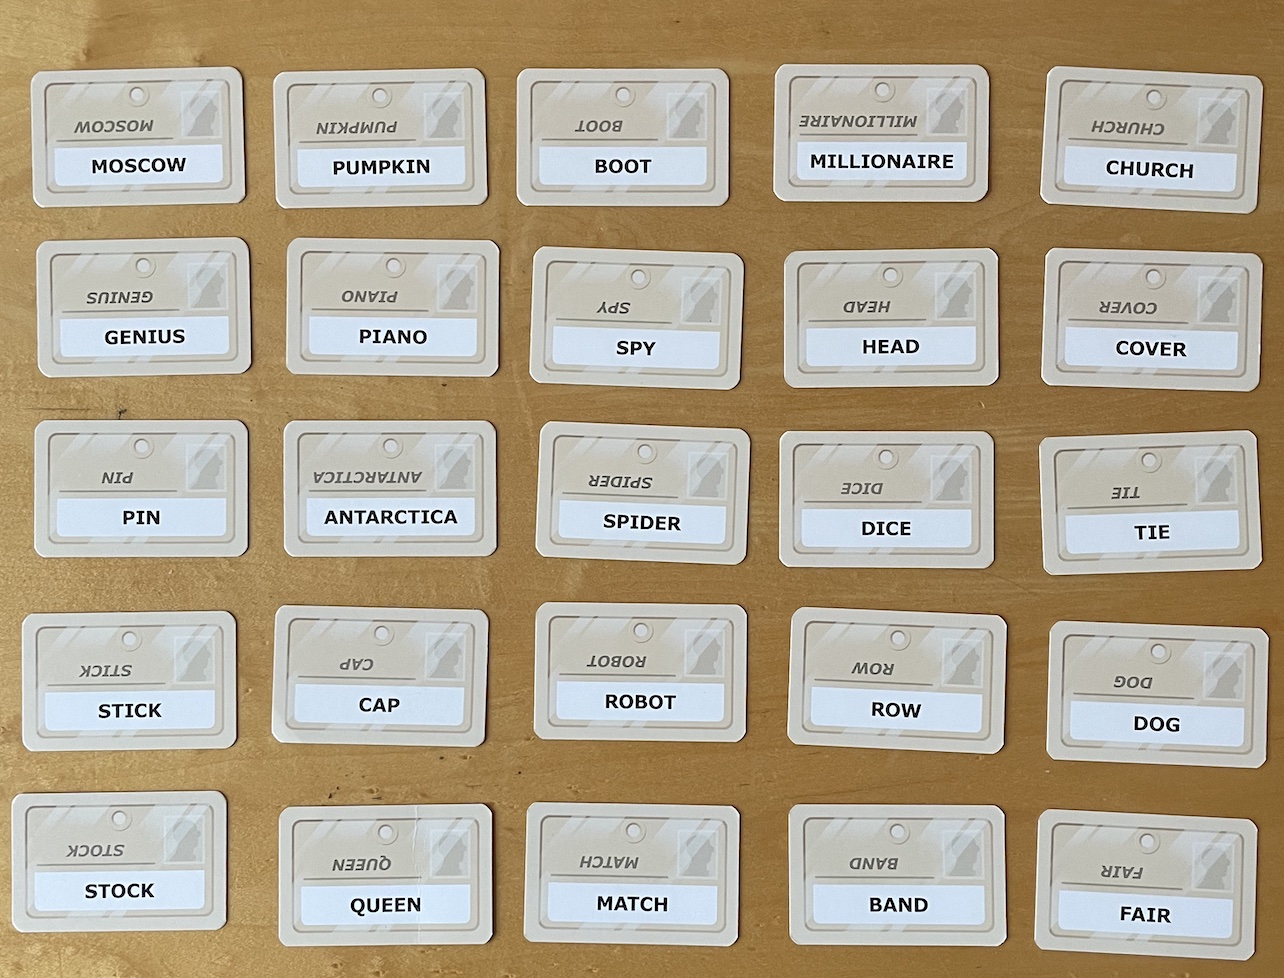 MOSCOW PUMPKIN BOOT MILLIONAIRE CHURCH
MOSCOW PUMPKIN BOOT MILLIONAIRE CHURCH
GENIUS PIANO SPY HEAD COVER
GENIUS PIANO SPY HEAD COVER
PIN ANTARCTICA SPIDER DICE TIE
PIN ANTARCTICA SPIDER DICE TIE
STICK CAP ROBOT ROW DOG
STICK CAP ROBOT ROW DOG
STOCK QUEEN MATCH BAND FAIR
STOCK QUEEN MATCH BAND FAIR